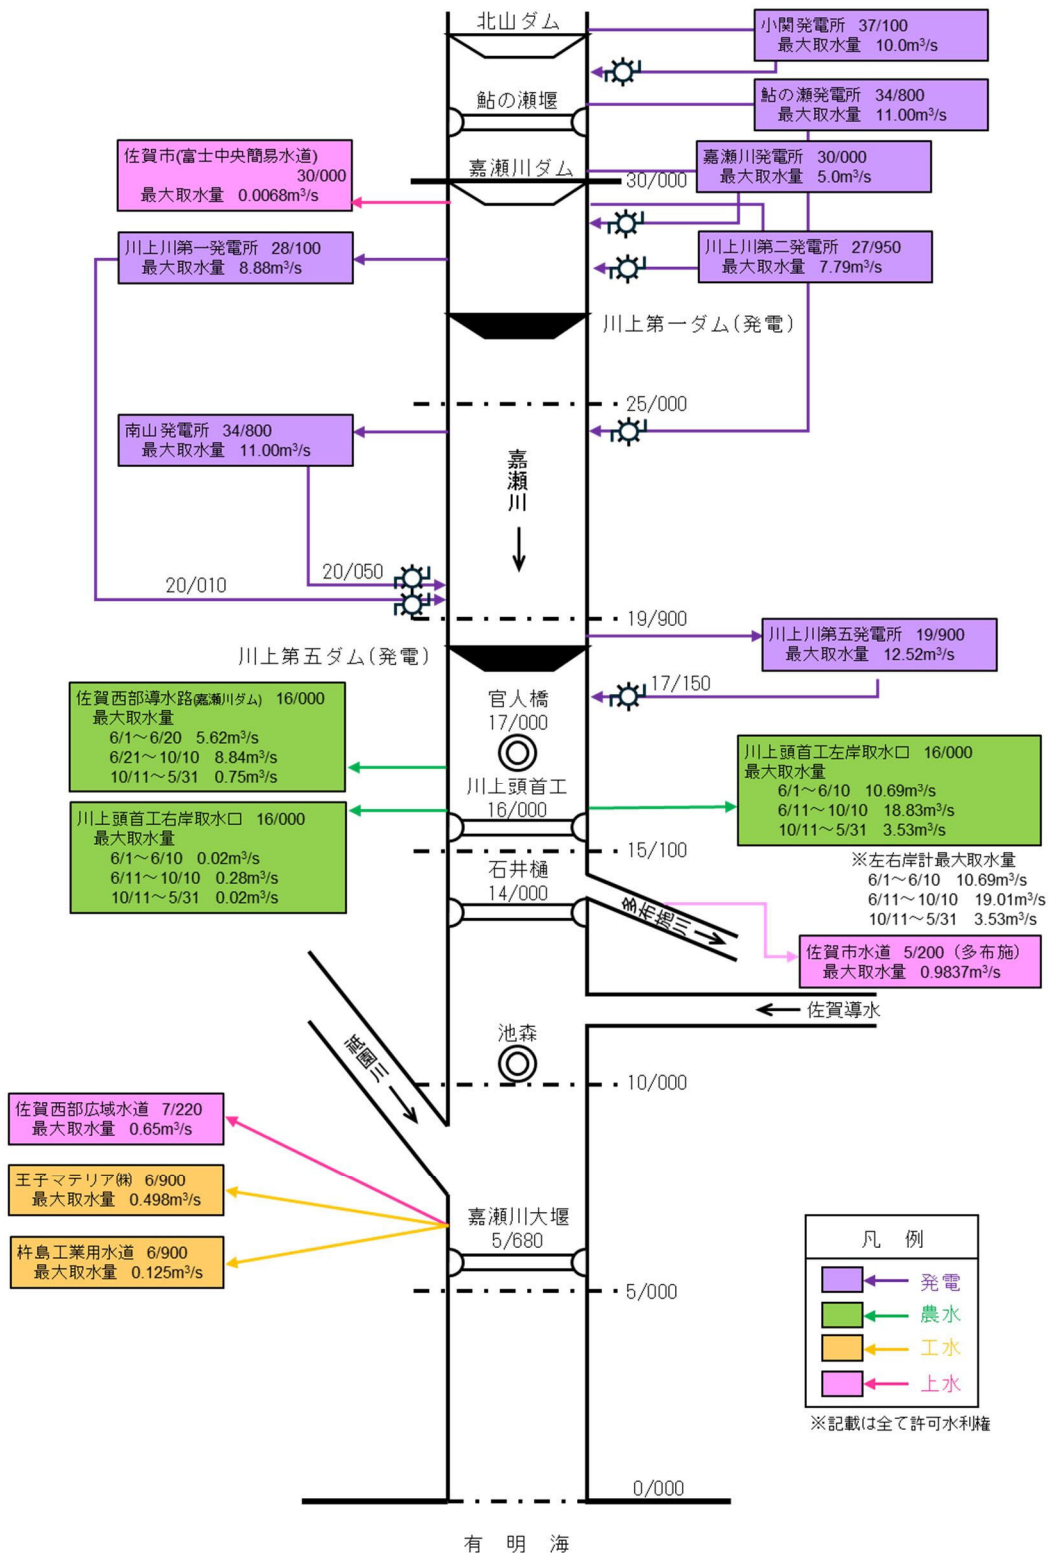 北山ダム
小関発電所 37/100
最大取水量 10.0m³/s
鮎の瀬堰
鮎の瀬発電所 34/800
最大取水量 11.00m³/s
佐賀市(富士中央簡易水道)
30/000
最大取水量 0.0068m³/s
嘉瀬川ダム
30/000
嘉瀬川発電所 30/000
最大取水量 5.0m³/s
川上川第一発電所 28/100
最大取水量 8.88m³/s
川上川第二発電所 27/950
最大取水量 7.79m³/s
川上第一ダム(発電)
25/000
南山発電所 34/800
最大取水量 11.00m³/s
嘉瀬川
20/050
20/010
19/900
川上第五ダム(発電)
川上川第五発電所 19/900
最大取水量 12.52m³/s
17/150
官人橋
17/000
佐賀西部導水路(嘉瀬川ダム) 16/000
最大取水量
6/1～6/20 5.62m³/s
6/21～10/10 8.84m³/s
10/11～5/31 0.75m³/s
川上頭首工
16/000
川上頭首工左岸取水口 16/000
最大取水量
6/1～6/10 10.69m³/s
6/11～10/10 18.83m³/s
10/11～5/31 3.53m³/s
川上頭首工右岸取水口 16/000
最大取水量
6/1～6/10 0.02m³/s
6/11～10/10 0.28m³/s
10/11～5/31 0.02m³/s
15/100
※左右岸計最大取水量
6/1～6/10 10.69m³/s
6/11～10/10 19.01m³/s
10/11～5/31 3.53m³/s
石井樋
14/000
多布施川
佐賀市水道 5/200 (多布施)
最大取水量 0.9837m³/s
佐賀導水
池森
祗園川
10/000
佐賀西部広域水道 7/220
最大取水量 0.65m³/s
王子マテリア㈱ 6/900
最大取水量 0.498m³/s
杵島工業用水道 6/900
最大取水量 0.125m³/s
嘉瀬川大堰
5/680
5/000
凡例
発電
農水
工水
上水
※記載は全て許可水利権
0/000
有明海